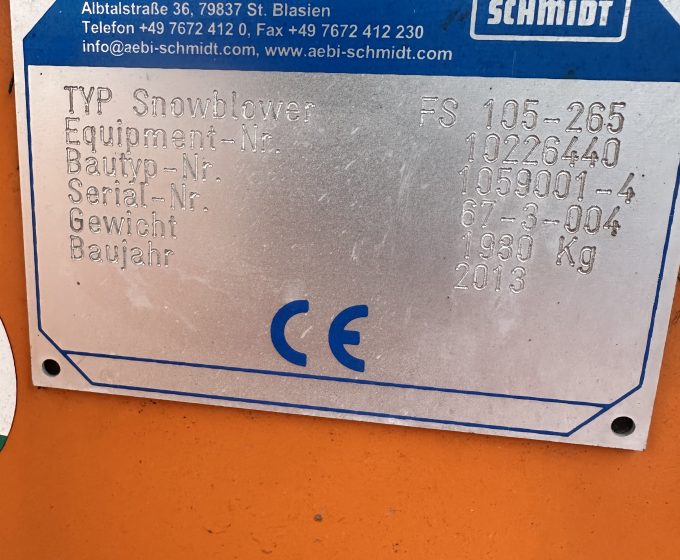 Albtalstraße 36, 79837 St. Blasien
Telefon +49 7672 412 0, Fax +49 7672 412 230
info@aebi-schmidt.com, www.aebi-schmidt.com
SCHMIDT
TYP Snowblower FS 105-265
Equipment-Nr. 10226440
Bautyp-Nr. 1059001-4
Serial-Nr. 67-3-004
Gewicht 1980 Kg
Baujahr 2013
CE